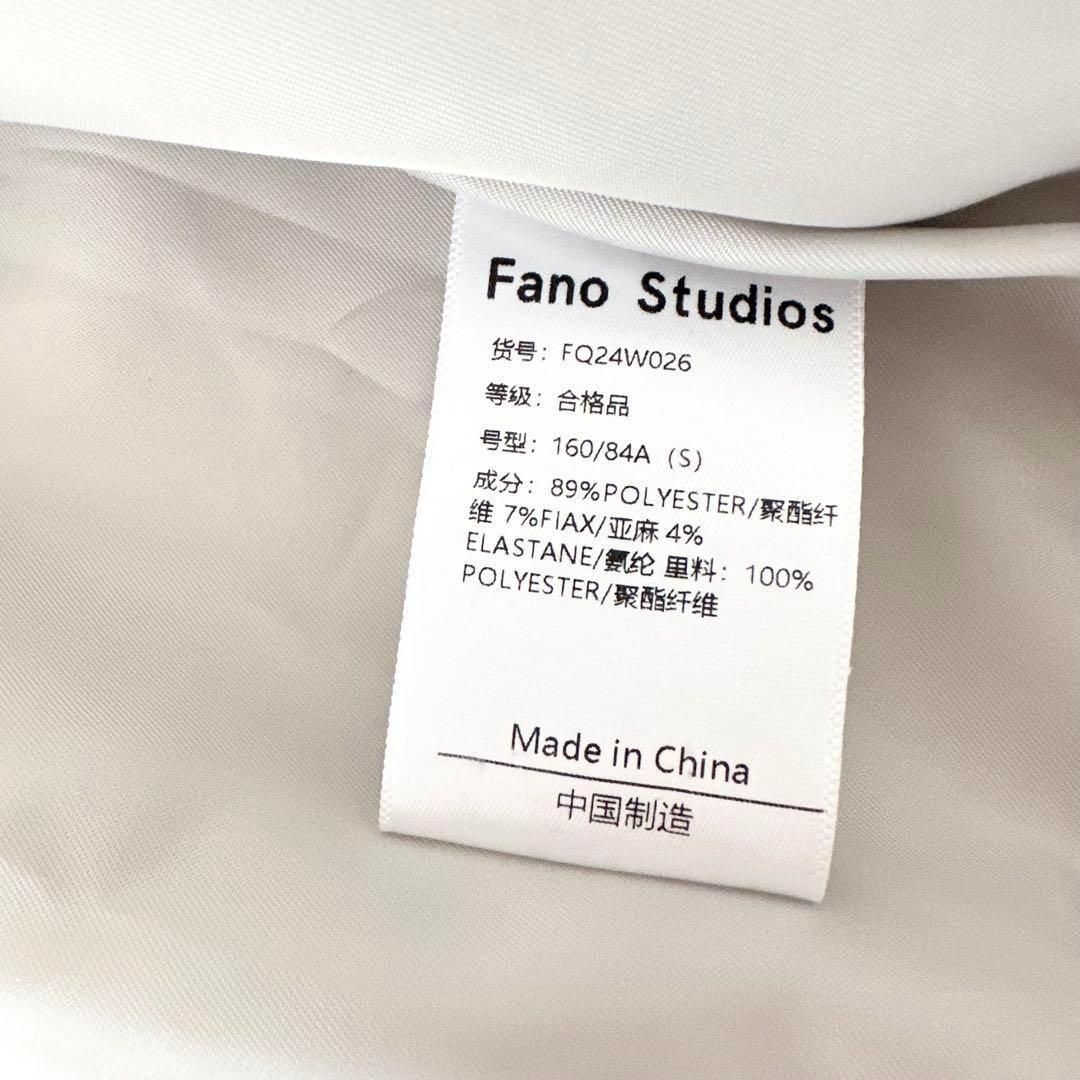 Fano Studios
货号：FQ24W026
等级：合格品
号型：160/84A（S）
成分：89%POLYESTER/聚酯纤
维 7%FIAX/亚麻 4%
ELASTANE/氨纶 里料：100%
POLYESTER/聚酯纤维
Made in China
中国制造